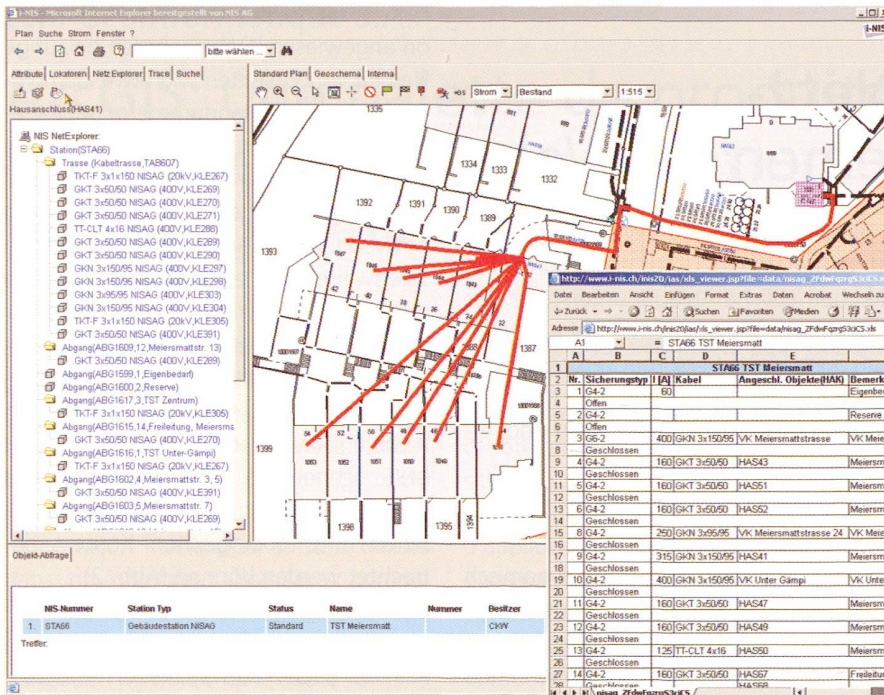 i-NIS - Microsoft Internet Explorer bereitgestellt von NIS AG
Plan Suche Strom Fenster ?
i-NIS
bitte wählen ...
Attribute Lokatoren Netz Explorer Trace Suche
Standard Plan Geoschema Interna
Strom Bestand 1:515
Hausanschluss(HAS41)
NIS NetExplorer:
Station(STA66)
Trasse (Kabeltrasse,TAB607)
TKT-F 3x1x150 NISAG (20kV,KLE267)
GKT 3x50/50 NISAG (400V,KLE269)
GKT 3x50/50 NISAG (400V,KLE270)
GKT 3x50/50 NISAG (400V,KLE271)
TT-CLT 4x16 NISAG (400V,KLE288)
GKT 3x50/50 NISAG (400V,KLE289)
GKT 3x50/50 NISAG (400V,KLE290)
GKN 3x150/95 NISAG (400V,KLE297)
GKN 3x150/95 NISAG (400V,KLE298)
GKN 3x95/95 NISAG (400V,KLE303)
GKN 3x150/95 NISAG (400V,KLE304)
TKT-F 3x1x150 NISAG (20kV,KLE305)
GKT 3x50/50 NISAG (400V,KLE391)
Abgang(ABG1609,12,Meiersmattstr. 13)
GKT 3x50/50 NISAG (400V,KLE289)
Abgang(ABG1599,1,Eigenbedarf)
Abgang(ABG1600,2,Reserve)
Abgang(ABG1617,3,TST Zentrum)
TKT-F 3x1x150 NISAG (20kV,KLE305)
Abgang(ABG1615,14,Freileitung, Meiersma
GKT 3x50/50 NISAG (400V,KLE270)
Abgang(ABG1616,1,TST Unter-Gämpi)
TKT-F 3x1x150 NISAG (20kV,KLE267)
Abgang(ABG1602,4,Meiersmattstr. 3, 5)
GKT 3x50/50 NISAG (400V,KLE391)
Abgang(ABG1603,5,Meiersmattstr. 7)
GKT 3x50/50 NISAG (400V,KLE269)
1335
1334 1333
1332
1392 1391 1390 1389
1393
1387
1388
1399
54 52 50 48 46
1053 1052 1051 1050 1049
1398 1395 1394
http://www.i-nis.ch/inis20/ias/xls_viewer.jsp?file=data/nisag_ZFdwFqzrgS3ciCS.xls
Datei Bearbeiten Ansicht Einfügen Format Extras Daten Acrobat Wechseln zu
Zurück Suchen Favoriten Medien
Adresse http://www.i-nis.ch/inis20/ias/xls_viewer.jsp?file=data/nisag_ZFdwFqzrgS3ciCS.xls
A1 = STA66 TST Meiersmatt
A B C D E
1 STA66 TST Meiersmatt
2 Nr. Sicherungstyp I [A] Kabel Angeschl. Objekte(HAK) Bemerk
3 1 G4-2 60 Eigenbe
4 Offen
5 2 G4-2 Reserve
6 Offen
7 3 G6-2 400 GKN 3x150/95 VK Meiersmattstrasse VK Meie
8 Geschlossen
9 4 G4-2 160 GKT 3x50/50 HAS43 Meiersm
10 Geschlossen
11 5 G4-2 160 GKT 3x50/50 HAS51 Meiersm
12 Geschlossen
13 6 G4-2 160 GKT 3x50/50 HAS52 Meiersm
14 Geschlossen
15 8 G4-2 250 GKN 3x95/95 VK Meiersmattstrasse 24 VK Meie
16 Geschlossen
17 9 G4-2 315 GKN 3x150/95 HAS41 Meiersm
18 Geschlossen
19 10 G4-2 400 GKN 3x150/95 VK Unter Gämpi VK Unte
20 Geschlossen
21 11 G4-2 160 GKT 3x50/50 HAS47 Meiersm
22 Geschlossen
23 12 G4-2 160 GKT 3x50/50 HAS49 Meiersm
24 Geschlossen
25 13 G4-2 125 TT-CLT 4x16 HAS50 Meiersm
26 Geschlossen
27 14 G4-2 160 GKT 3x50/50 HAS67 Freileitu
28 Geschlossen HAS68
nisag_ZFdwFqzrgS3ciCS
Objekt-Abfrage
NIS-Nummer Station Typ Status Name Nummer Besitzer
1. STA66 Gebäudestation NISAG Standard TST Meiersmatt CKW
Treffer: